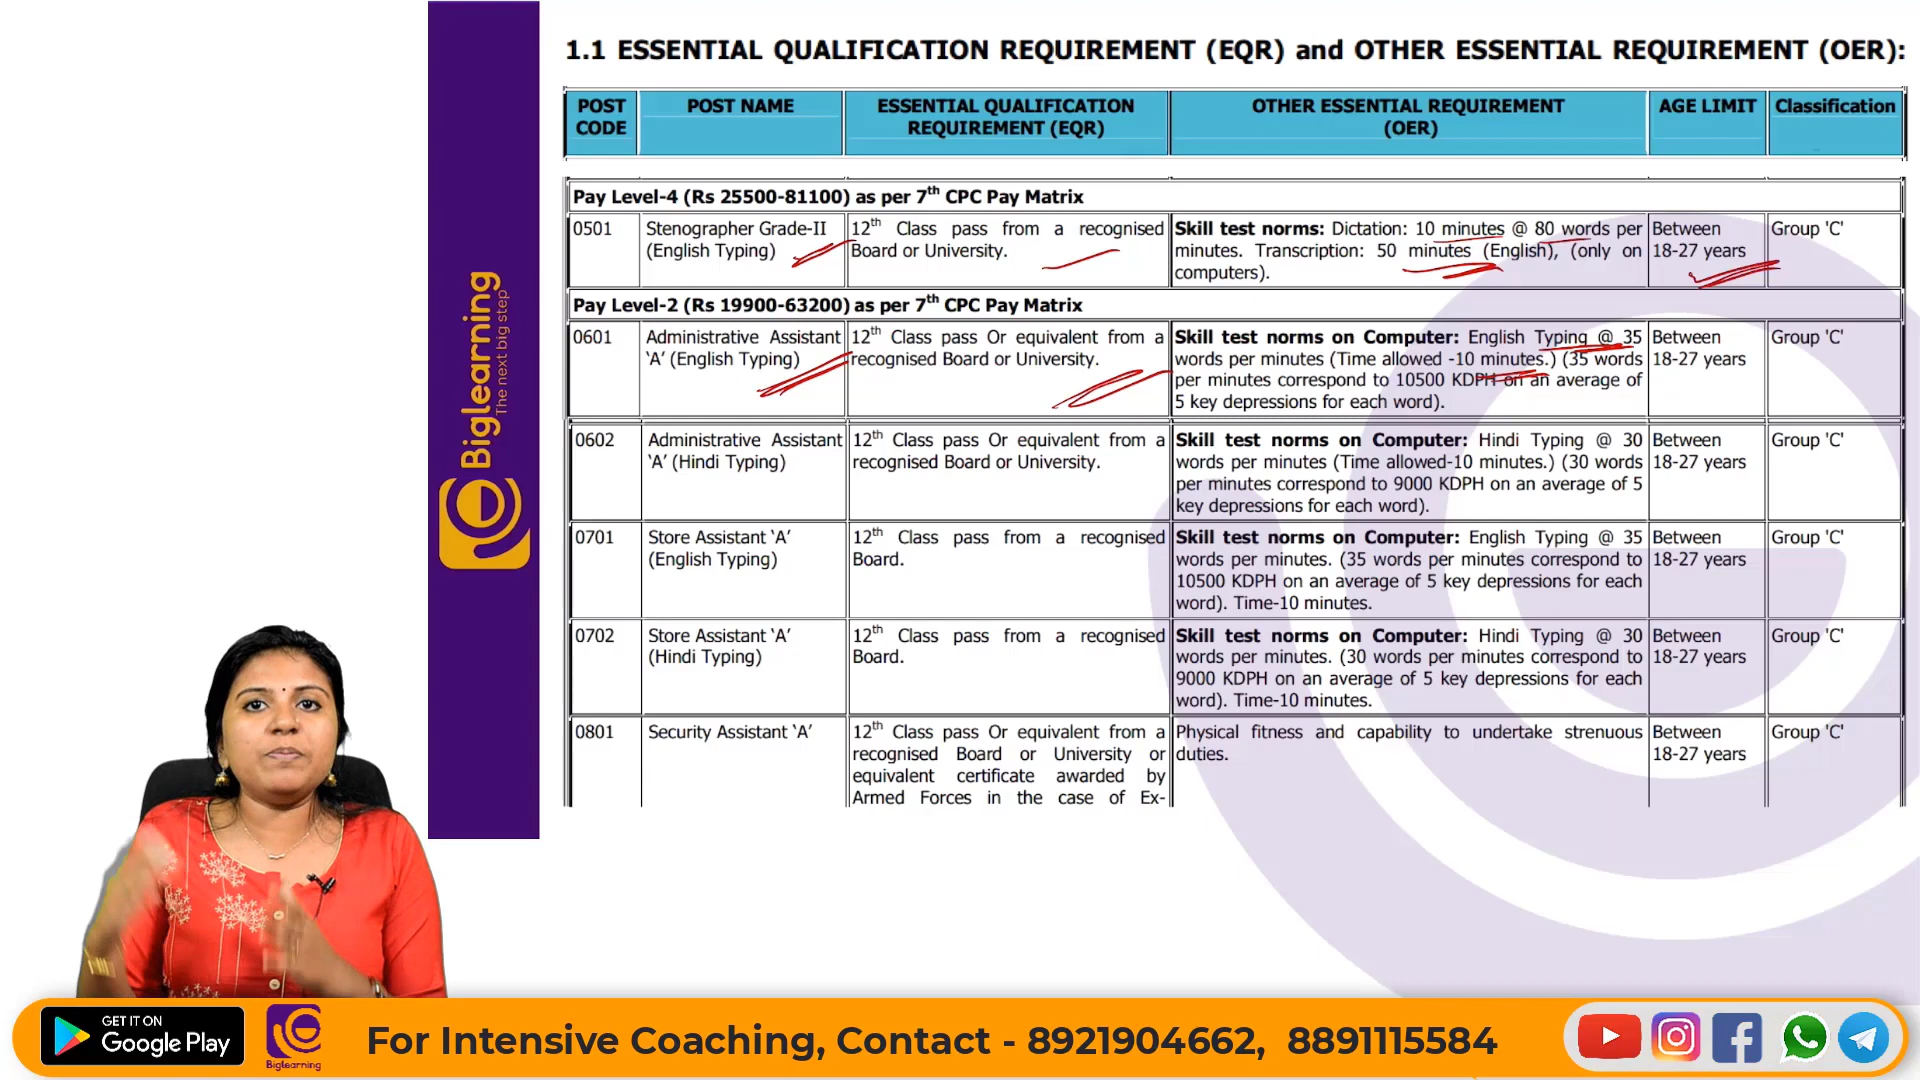 1.1 ESSENTIAL QUALIFICATION REQUIREMENT (EQR) and OTHER ESSENTIAL REQUIREMENT (OER):
POST CODE
POST NAME
ESSENTIAL QUALIFICATION REQUIREMENT (EQR)
OTHER ESSENTIAL REQUIREMENT (OER)
AGE LIMIT
Classification
Pay Level-4 (Rs 25500-81100) as per 7th CPC Pay Matrix
0501
Stenographer Grade-II
(English Typing)
12th Class pass from a recognised
Board or University.
Skill test norms: Dictation: 10 minutes @ 80 words per
minutes. Transcription: 50 minutes (English), (only on
computers).
Between
18-27 years
Group 'C'
Pay Level-2 (Rs 19900-63200) as per 7th CPC Pay Matrix
0601
Administrative Assistant
‘A’ (English Typing)
12th Class pass Or equivalent from a
recognised Board or University.
Skill test norms on Computer: English Typing @ 35
words per minutes (Time allowed -10 minutes.) (35 words
per minutes correspond to 10500 KDPH on an average of
5 key depressions for each word).
Between
18-27 years
Group 'C'
0602
Administrative Assistant
‘A’ (Hindi Typing)
12th Class pass Or equivalent from a
recognised Board or University.
Skill test norms on Computer: Hindi Typing @ 30
words per minutes (Time allowed-10 minutes.) (30 words
per minutes correspond to 9000 KDPH on an average of 5
key depressions for each word).
Between
18-27 years
Group 'C'
0701
Store Assistant ‘A’
(English Typing)
12th Class pass from a recognised
Board.
Skill test norms on Computer: English Typing @ 35
words per minutes. (35 words per minutes correspond to
10500 KDPH on an average of 5 key depressions for each
word). Time-10 minutes.
Between
18-27 years
Group 'C'
0702
Store Assistant ‘A’
(Hindi Typing)
12th Class pass from a recognised
Board.
Skill test norms on Computer: Hindi Typing @ 30
words per minutes. (30 words per minutes correspond to
9000 KDPH on an average of 5 key depressions for each
word). Time-10 minutes.
Between
18-27 years
Group 'C'
0801
Security Assistant ‘A’
12th Class pass Or equivalent from a
recognised Board or University or
equivalent certificate awarded by
Armed Forces in the case of Ex-
Physical fitness and capability to undertake strenuous
duties.
Between
18-27 years
Group 'C'
Biglearning
The next big step
GET IT ON
Google Play
Biglearning
For Intensive Coaching, Contact - 8921904662, 8891115584